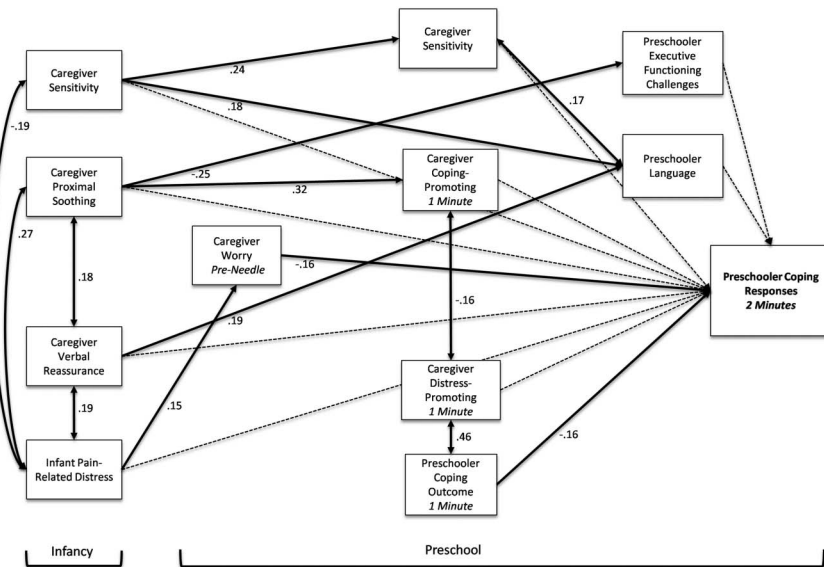 Caregiver
Sensitivity
Caregiver
Sensitivity
Preschooler
Executive
Functioning
Challenges
.24
.17
.18
-.19
Caregiver
Proximal
Soothing
-.25
.32
Caregiver
Coping-
Promoting
1 Minute
Preschooler
Language
.27
Caregiver
Worry
Pre-Needle
-.16
.18
-.16
Preschooler Coping
Responses
2 Minutes
.19
Caregiver
Verbal
Reassurance
Caregiver
Distress-
Promoting
1 Minute
.19
.15
.46
-.16
Infant Pain-
Related Distress
Preschooler
Coping
Outcome
1 Minute
Infancy
Preschool